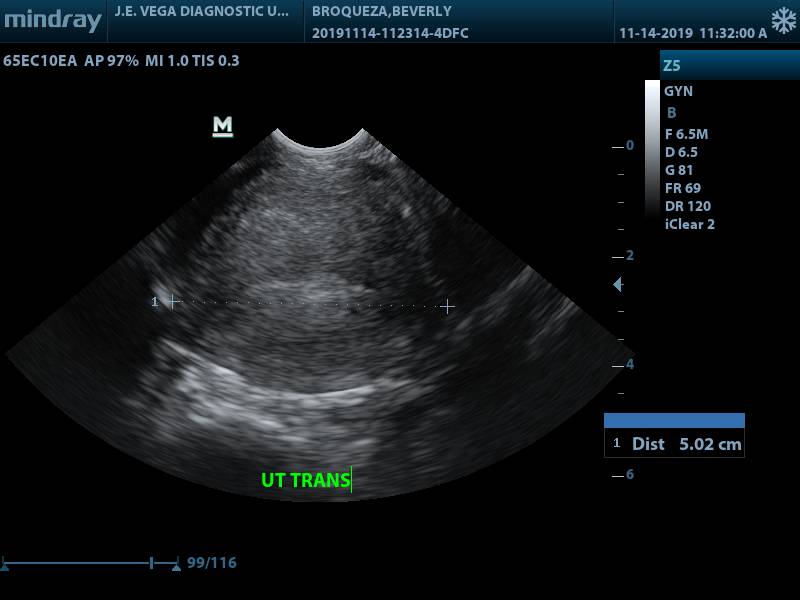 mindray
J.E. VEGA DIAGNOSTIC U...
BROQUEZA,BEVERLY
20191114-112314-4DFC
11-14-2019 11:32:00 A
65EC10EA AP 97% MI 1.0 TIS 0.3
Z5
M
GYN
B
F 6.5M
D 6.5
G 81
FR 69
DR 120
iClear 2
0
2
4
6
1
1 Dist 5.02 cm
UT TRANS
99/116